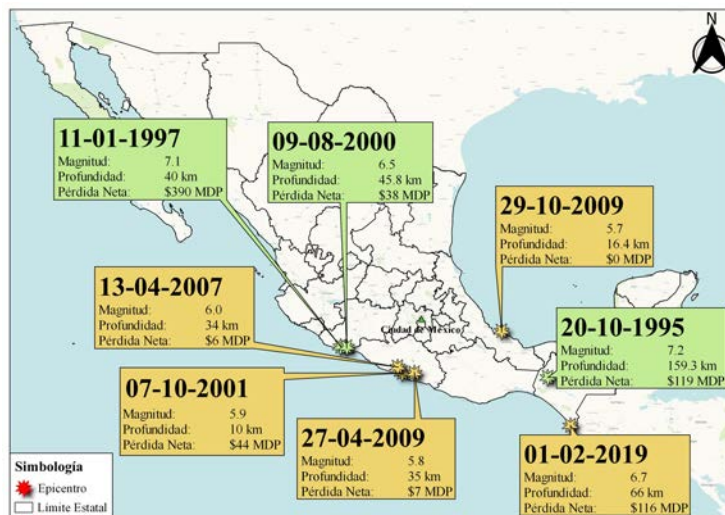 N
11-01-1997
Magnitud: 7.1
Profundidad: 40 km
Pérdida Neta: $390 MDP
09-08-2000
Magnitud: 6.5
Profundidad: 45.8 km
Pérdida Neta: $38 MDP
29-10-2009
Magnitud: 5.7
Profundidad: 16.4 km
Pérdida Neta: $0 MDP
13-04-2007
Magnitud: 6.0
Profundidad: 34 km
Pérdida Neta: $6 MDP
Ciudad de México
20-10-1995
Magnitud: 7.2
Profundidad: 159.3 km
Pérdida Neta: $119 MDP
07-10-2001
Magnitud: 5.9
Profundidad: 10 km
Pérdida Neta: $44 MDP
27-04-2009
Magnitud: 5.8
Profundidad: 35 km
Pérdida Neta: $7 MDP
01-02-2019
Magnitud: 6.7
Profundidad: 66 km
Pérdida Neta: $116 MDP
Simbología
Epicentro
Límite Estatal